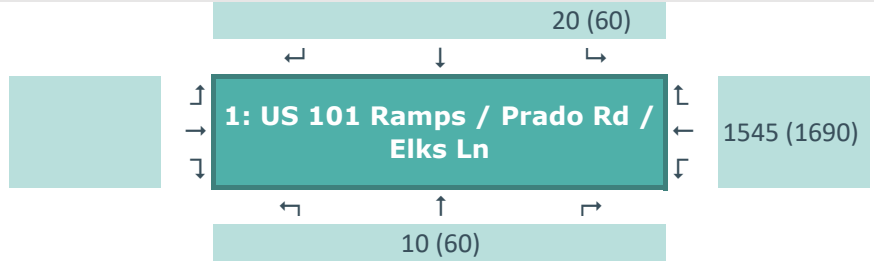 20 (60)
1: US 101 Ramps / Prado Rd /
Elks Ln
1545 (1690)
10 (60)